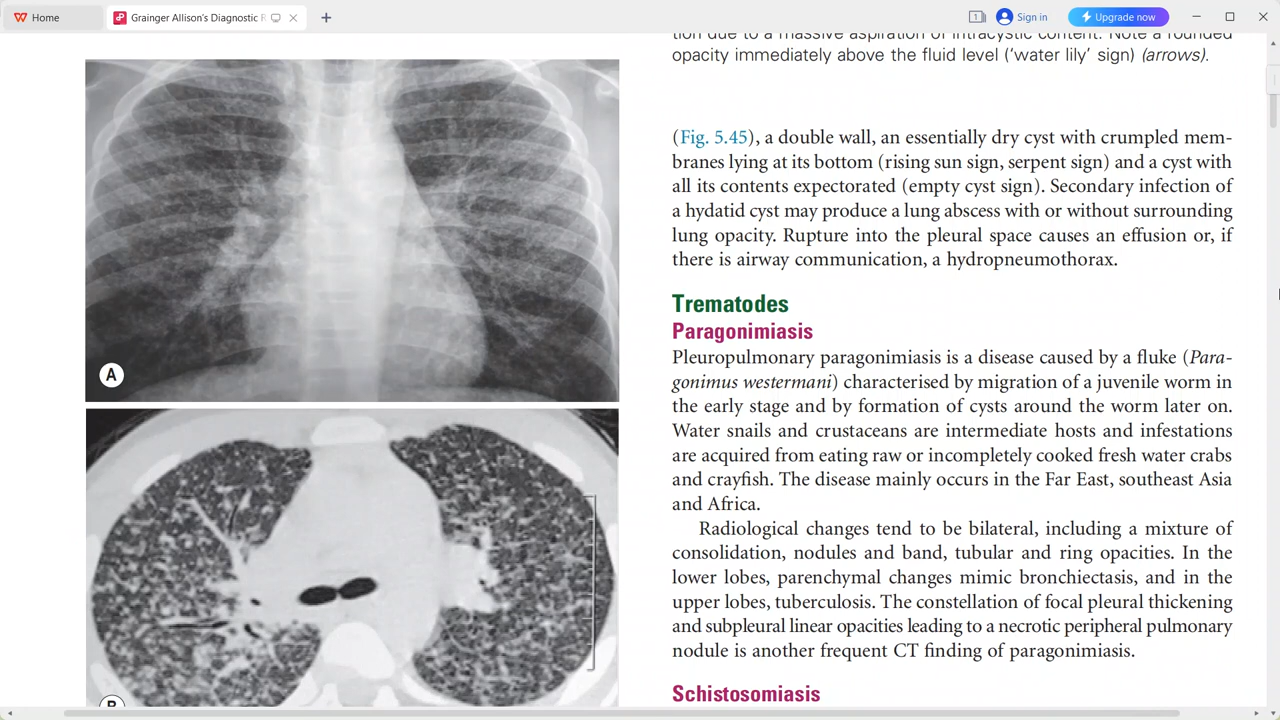 Home
Grainger Allison's Diagnostic R
1
Sign in
Upgrade now
tion due to a massive aspiration of intracystic content. Note a rounded
opacity immediately above the fluid level ('water lily' sign) (arrows).
(Fig. 5.45), a double wall, an essentially dry cyst with crumpled mem-
branes lying at its bottom (rising sun sign, serpent sign) and a cyst with
all its contents expectorated (empty cyst sign). Secondary infection of
a hydatid cyst may produce a lung abscess with or without surrounding
lung opacity. Rupture into the pleural space causes an effusion or, if
there is airway communication, a hydropneumothorax.
Trematodes
Paragonimiasis
Pleuropulmonary paragonimiasis is a disease caused by a fluke (Para-
gonimus westermani) characterised by migration of a juvenile worm in
the early stage and by formation of cysts around the worm later on.
Water snails and crustaceans are intermediate hosts and infestations
are acquired from eating raw or incompletely cooked fresh water crabs
and crayfish. The disease mainly occurs in the Far East, southeast Asia
and Africa.
Radiological changes tend to be bilateral, including a mixture of
consolidation, nodules and band, tubular and ring opacities. In the
lower lobes, parenchymal changes mimic bronchiectasis, and in the
upper lobes, tuberculosis. The constellation of focal pleural thickening
and subpleural linear opacities leading to a necrotic peripheral pulmonary
nodule is another frequent CT finding of paragonimiasis.
Schistosomiasis
A
B